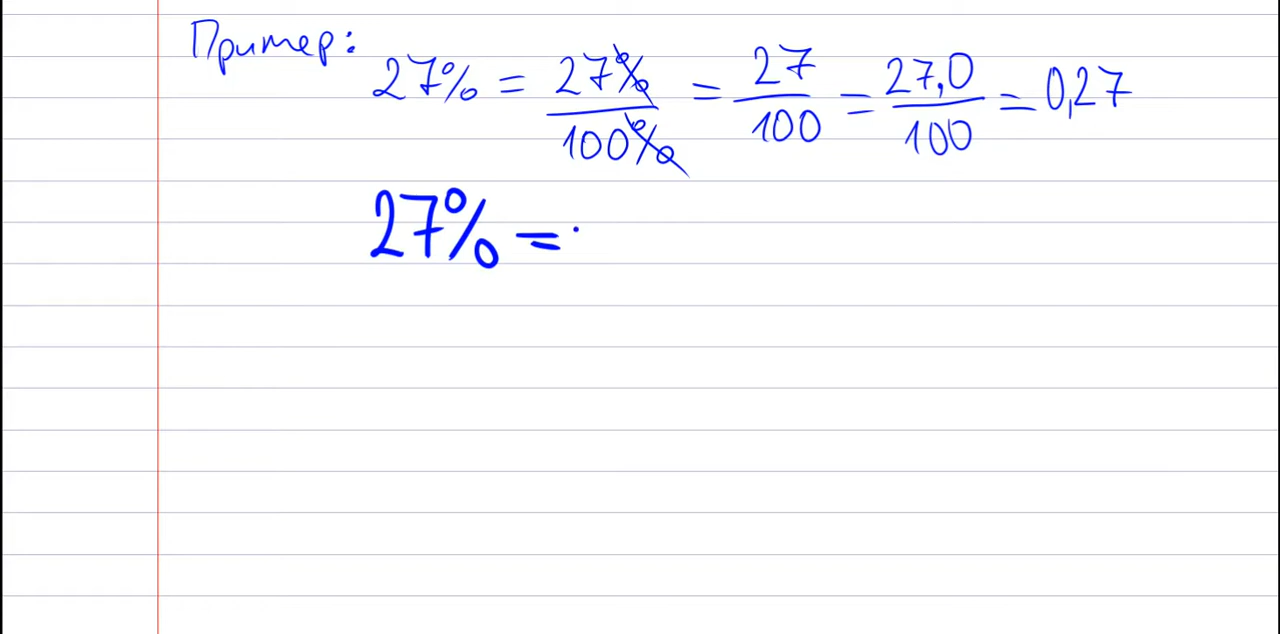 Пример: 27% = 27%/100% = 27/100 = 27,0/100 = 0,27
27% =